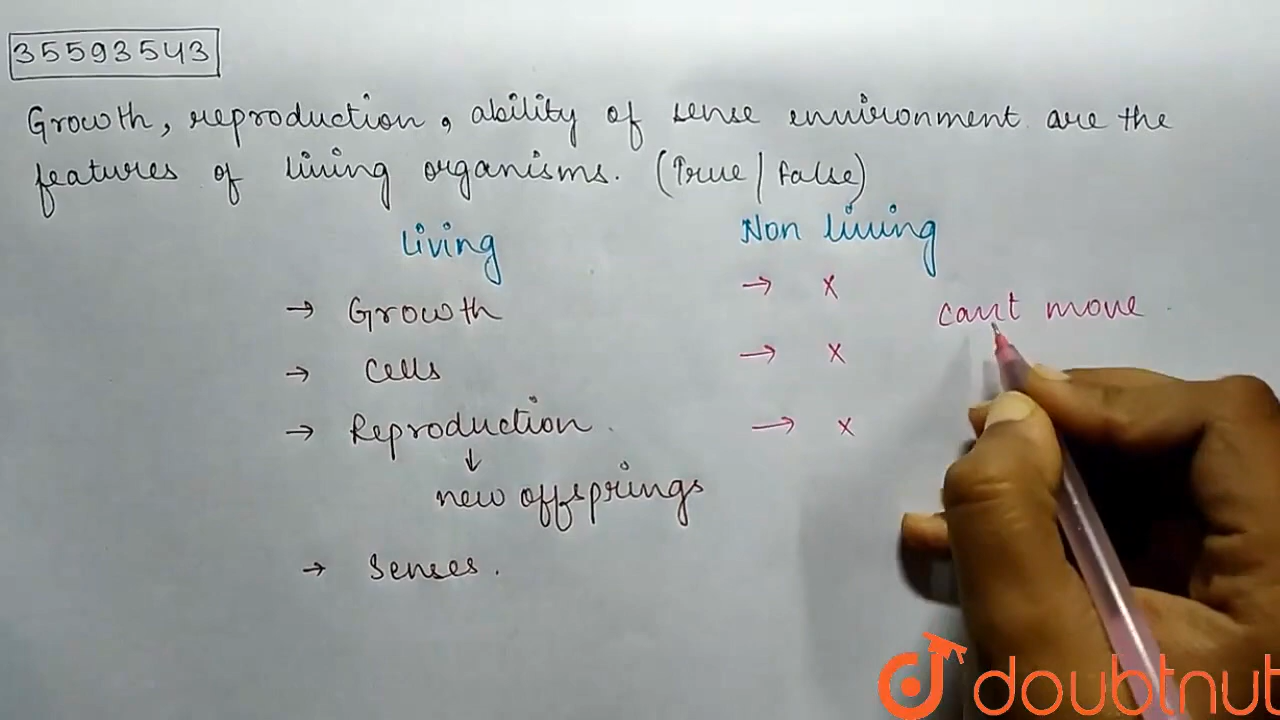 35593543
Growth, reproduction, ability of sense environment are the
features of living organisms. (True/False)
Living Non living
→ Growth → x can't move
→ Cells → x
→ Reproduction. → x
↓
new offsprings
→ Senses.
doubtnut